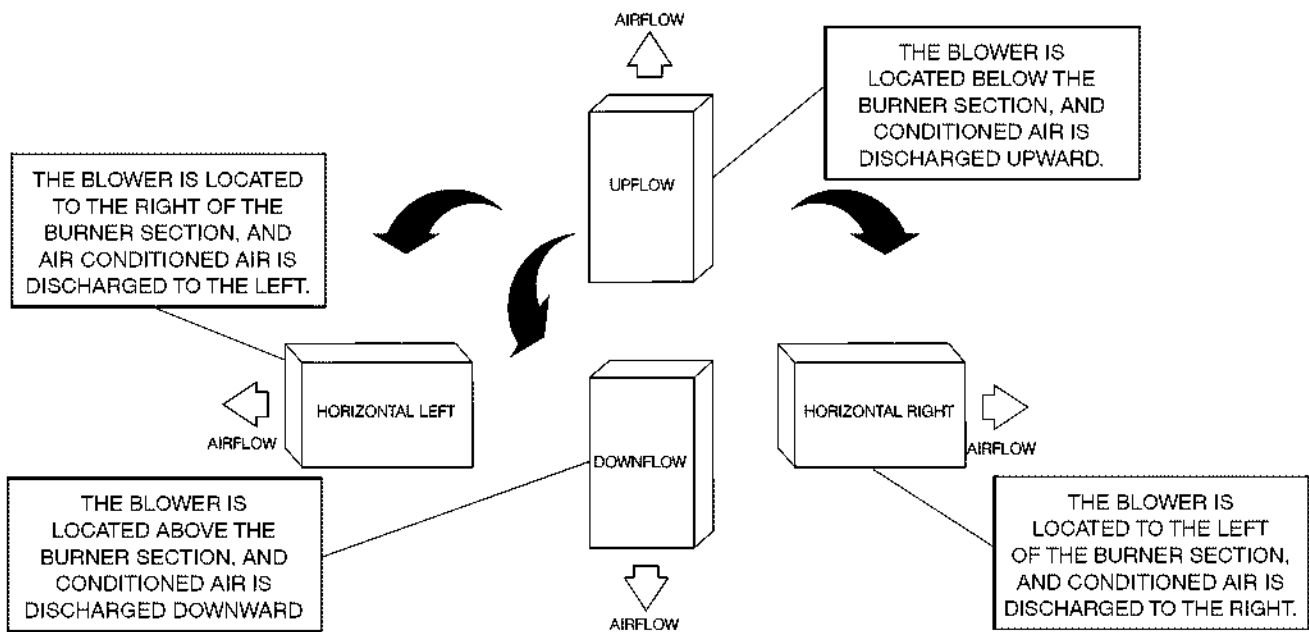 AIRFLOW
THE BLOWER IS
LOCATED BELOW THE
BURNER SECTION, AND
CONDITIONED AIR IS
DISCHARGED UPWARD.
UPFLOW
THE BLOWER IS LOCATED
TO THE RIGHT OF THE
BURNER SECTION, AND
AIR CONDITIONED AIR IS
DISCHARGED TO THE LEFT.
HORIZONTAL LEFT
AIRFLOW
DOWNFLOW
HORIZONTAL RIGHT
AIRFLOW
THE BLOWER IS
LOCATED ABOVE THE
BURNER SECTION, AND
CONDITIONED AIR IS
DISCHARGED DOWNWARD
AIRFLOW
THE BLOWER IS
LOCATED TO THE LEFT
OF THE BURNER SECTION,
AND CONDITIONED AIR IS
DISCHARGED TO THE RIGHT.